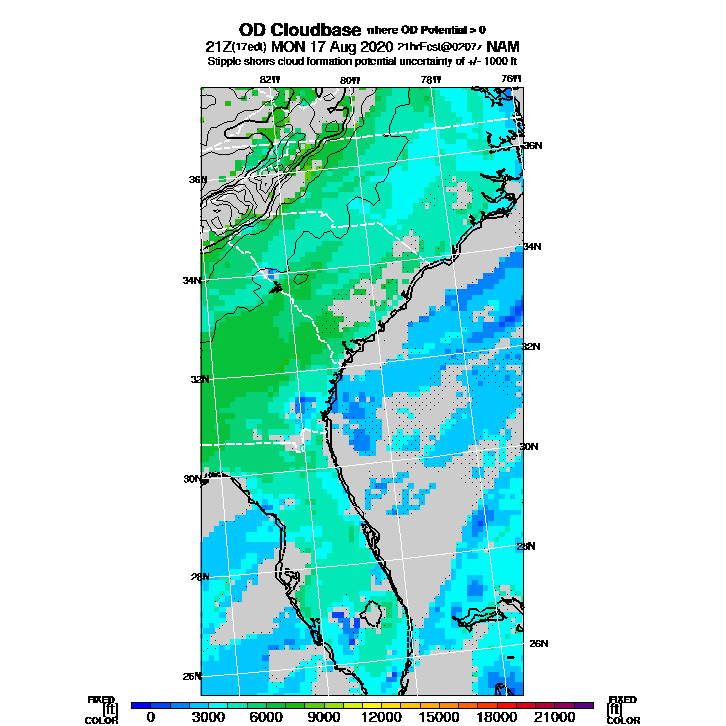 OD Cloudbase where OD Potential > 0
21Z(17edt) MON 17 Aug 2020 21hrFcst@0207z NAM
Stipple shows cloud formation potential uncertainty of +/- 1000 ft
82W 80W 78W 76W
36N 36N
34N 34N
32N 32N
30N 30N
28N 28N
26N 26N
FIXED FIXED
[ft] [ft]
COLOR COLOR
0 3000 6000 9000 12000 15000 18000 21000